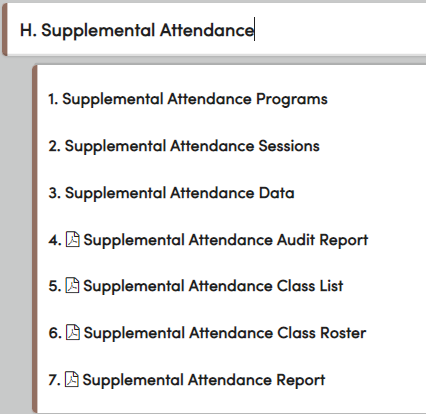 H. Supplemental Attendance
1. Supplemental Attendance Programs
2. Supplemental Attendance Sessions
3. Supplemental Attendance Data
4. Supplemental Attendance Audit Report
5. Supplemental Attendance Class List
6. Supplemental Attendance Class Roster
7. Supplemental Attendance Report